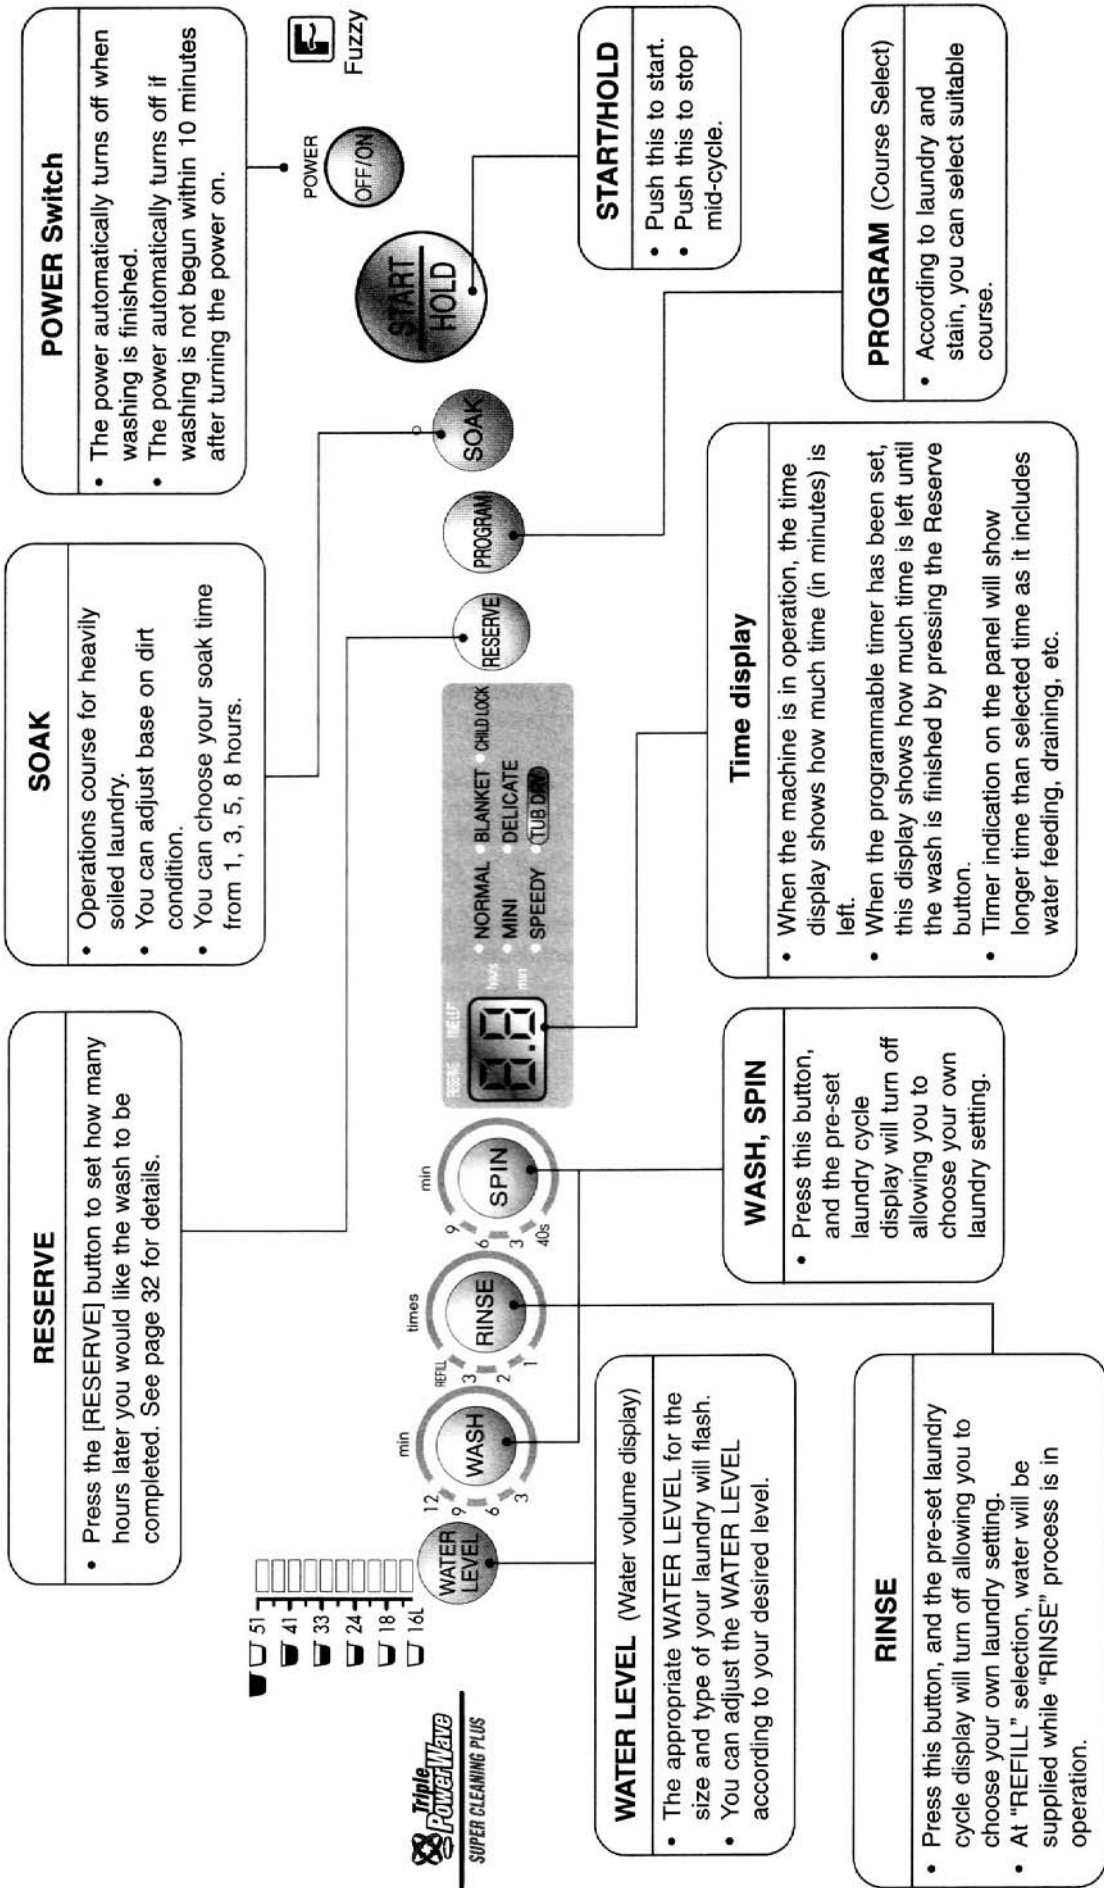 RESERVE
• Press the [RESERVE] button to set how many
hours later you would like the wash to be
completed. See page 32 for details.
SOAK
• Operations course for heavily
soiled laundry.
• You can adjust base on dirt
condition.
• You can choose your soak time
from 1, 3, 5, 8 hours.
POWER Switch
• The power automatically turns off when
washing is finished.
• The power automatically turns off if
washing is not begun within 10 minutes
after turning the power on.
Triple
PowerWave
SUPER CLEANING PLUS
51
41
33
24
18
16L
WATER
LEVEL
min
12
9
6
3
WASH
times
REFILL
3
2
1
RINSE
min
9
6
3
40s
SPIN
RESERVE
8.8
hours
min
NORMAL
MINI
SPEEDY
BLANKET
DELICATE
TUB DRY
CHILD LOCK
RESERVE
PROGRAM
SOAK
START
HOLD
POWER
OFF/ON
Fuzzy
WATER LEVEL (Water volume display)
• The appropriate WATER LEVEL for the
size and type of your laundry will flash.
• You can adjust the WATER LEVEL
according to your desired level.
RINSE
• Press this button, and the pre-set laundry
cycle display will turn off allowing you to
choose your own laundry setting.
• At “REFILL” selection, water will be
supplied while “RINSE” process is in
operation.
WASH, SPIN
• Press this button,
and the pre-set
laundry cycle
display will turn off
allowing you to
choose your own
laundry setting.
Time display
• When the machine is in operation, the time
display shows how much time (in minutes) is
left.
• When the programmable timer has been set,
this display shows how much time is left until
the wash is finished by pressing the Reserve
button.
• Timer indication on the panel will show
longer time than selected time as it includes
water feeding, draining, etc.
START/HOLD
• Push this to start.
• Push this to stop
mid-cycle.
PROGRAM (Course Select)
• According to laundry and
stain, you can select suitable
course.